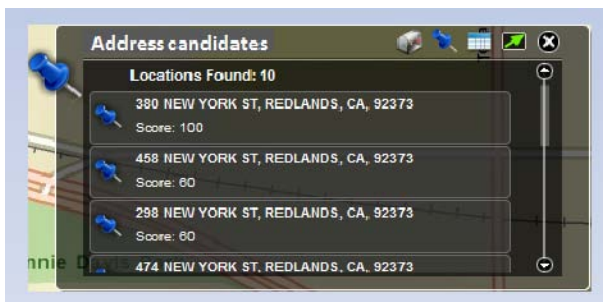 Address candidates
Locations Found: 10
380 NEW YORK ST, REDLANDS, CA, 92373
Score: 100
458 NEW YORK ST, REDLANDS, CA, 92373
Score: 60
298 NEW YORK ST, REDLANDS, CA, 92373
Score: 60
nnie D
474 NEW YORK ST, REDLANDS, CA, 92373